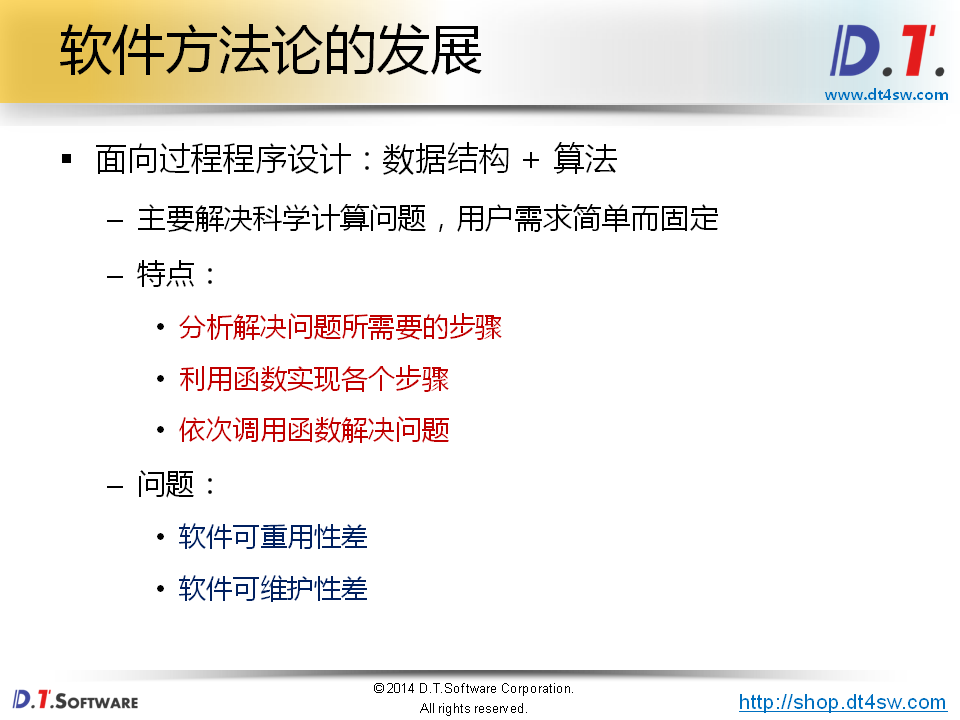 软件方法论的发展
D.T.
www.dt4sw.com
▪ 面向过程程序设计：数据结构 + 算法
– 主要解决科学计算问题，用户需求简单而固定
– 特点：
• 分析解决问题所需要的步骤
• 利用函数实现各个步骤
• 依次调用函数解决问题
– 问题：
• 软件可重用性差
• 软件可维护性差
D.T.SOFTWARE
©2014 D.T.Software Corporation.
All rights reserved.
http://shop.dt4sw.com